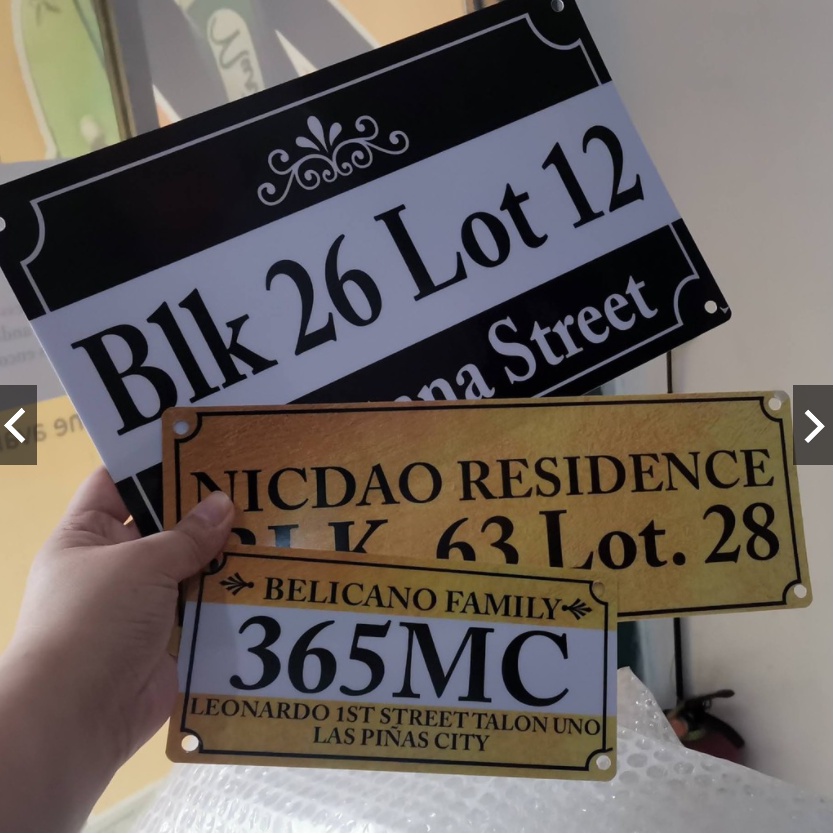 Blk 26 Lot 12
Street
NICDAO RESIDENCE
BLK. 63 Lot. 28
BELICANO FAMILY
365MC
LEONARDO 1ST STREET TALON UNO
LAS PIÑAS CITY